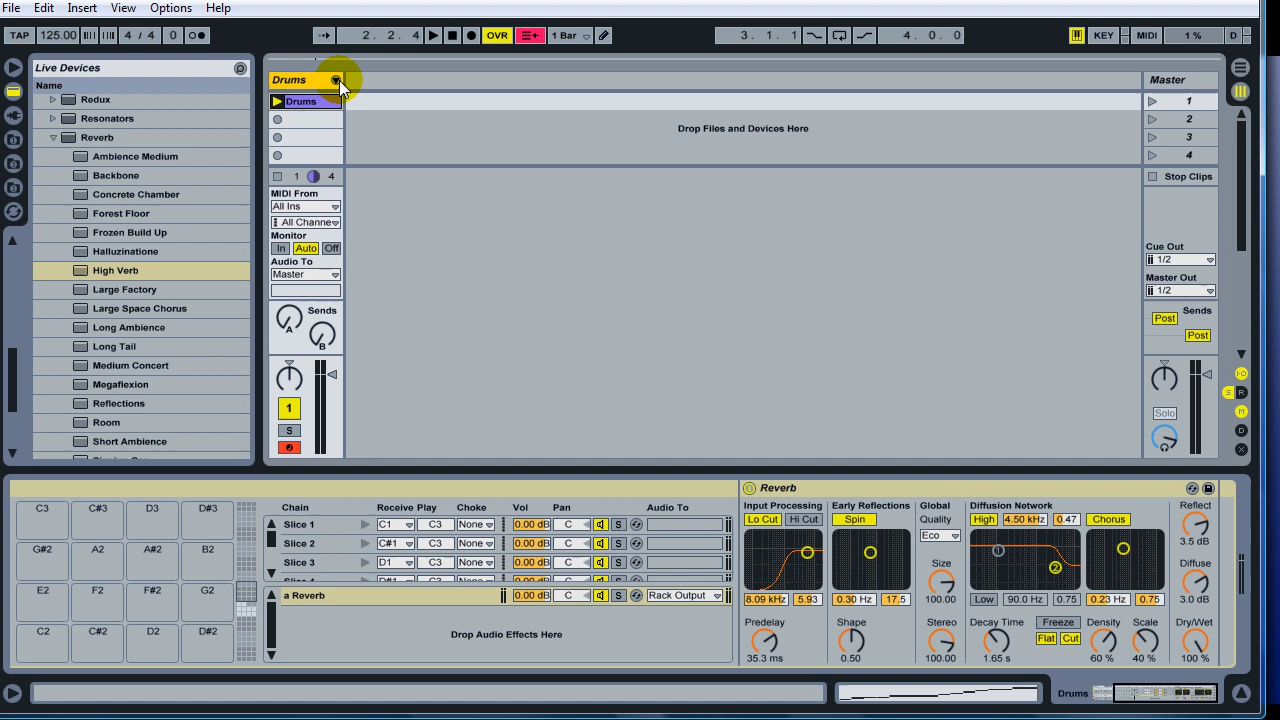 File Edit Insert View Options Help
TAP 125.00 4 / 4 0 2. 2. 4 OVR 1 Bar 3. 1. 1 4. 0. 0 KEY MIDI 1 % D
Live Devices
Name
Redux
Resonators
Reverb
Ambience Medium
Backbone
Concrete Chamber
Forest Floor
Frozen Build Up
Halluzinatione
High Verb
Large Factory
Large Space Chorus
Long Ambience
Long Tail
Medium Concert
Megaflexion
Reflections
Room
Short Ambience
Drums
Drums
Drop Files and Devices Here
1 4
MIDI From
All Ins
All Channe
Monitor
In Auto Off
Audio To
Master
Sends
A
B
1
S
Master
1
2
3
4
Stop Clips
Cue Out
1/2
Master Out
1/2
Sends
Post
Post
Solo
I·O
S R
M
D
X
C3 C#3 D3 D#3
G#2 A2 A#2 B2
E2 F2 F#2 G2
C2 C#2 D2 D#2
Chain Receive Play Choke Vol Pan Audio To
Slice 1 C1 C3 None 0.00 dB C S
Slice 2 C#1 C3 None 0.00 dB C S
Slice 3 D1 C3 None 0.00 dB C S
a Reverb 0.00 dB C S Rack Output
Drop Audio Effects Here
Reverb
Input Processing
Lo Cut Hi Cut
8.09 kHz 5.93
Predelay
35.3 ms
Early Reflections
Spin
0.30 Hz 17.5
Shape
0.50
Global
Quality
Eco
Size
100.00
Stereo
100.00
Diffusion Network
High 4.50 kHz 0.47 Chorus
1
2
Low 90.0 Hz 0.75 0.23 Hz 0.75
Decay Time
1.65 s
Freeze
Flat Cut
Density
60 %
Scale
40 %
Reflect
3.5 dB
Diffuse
3.0 dB
Dry/Wet
100 %
Drums